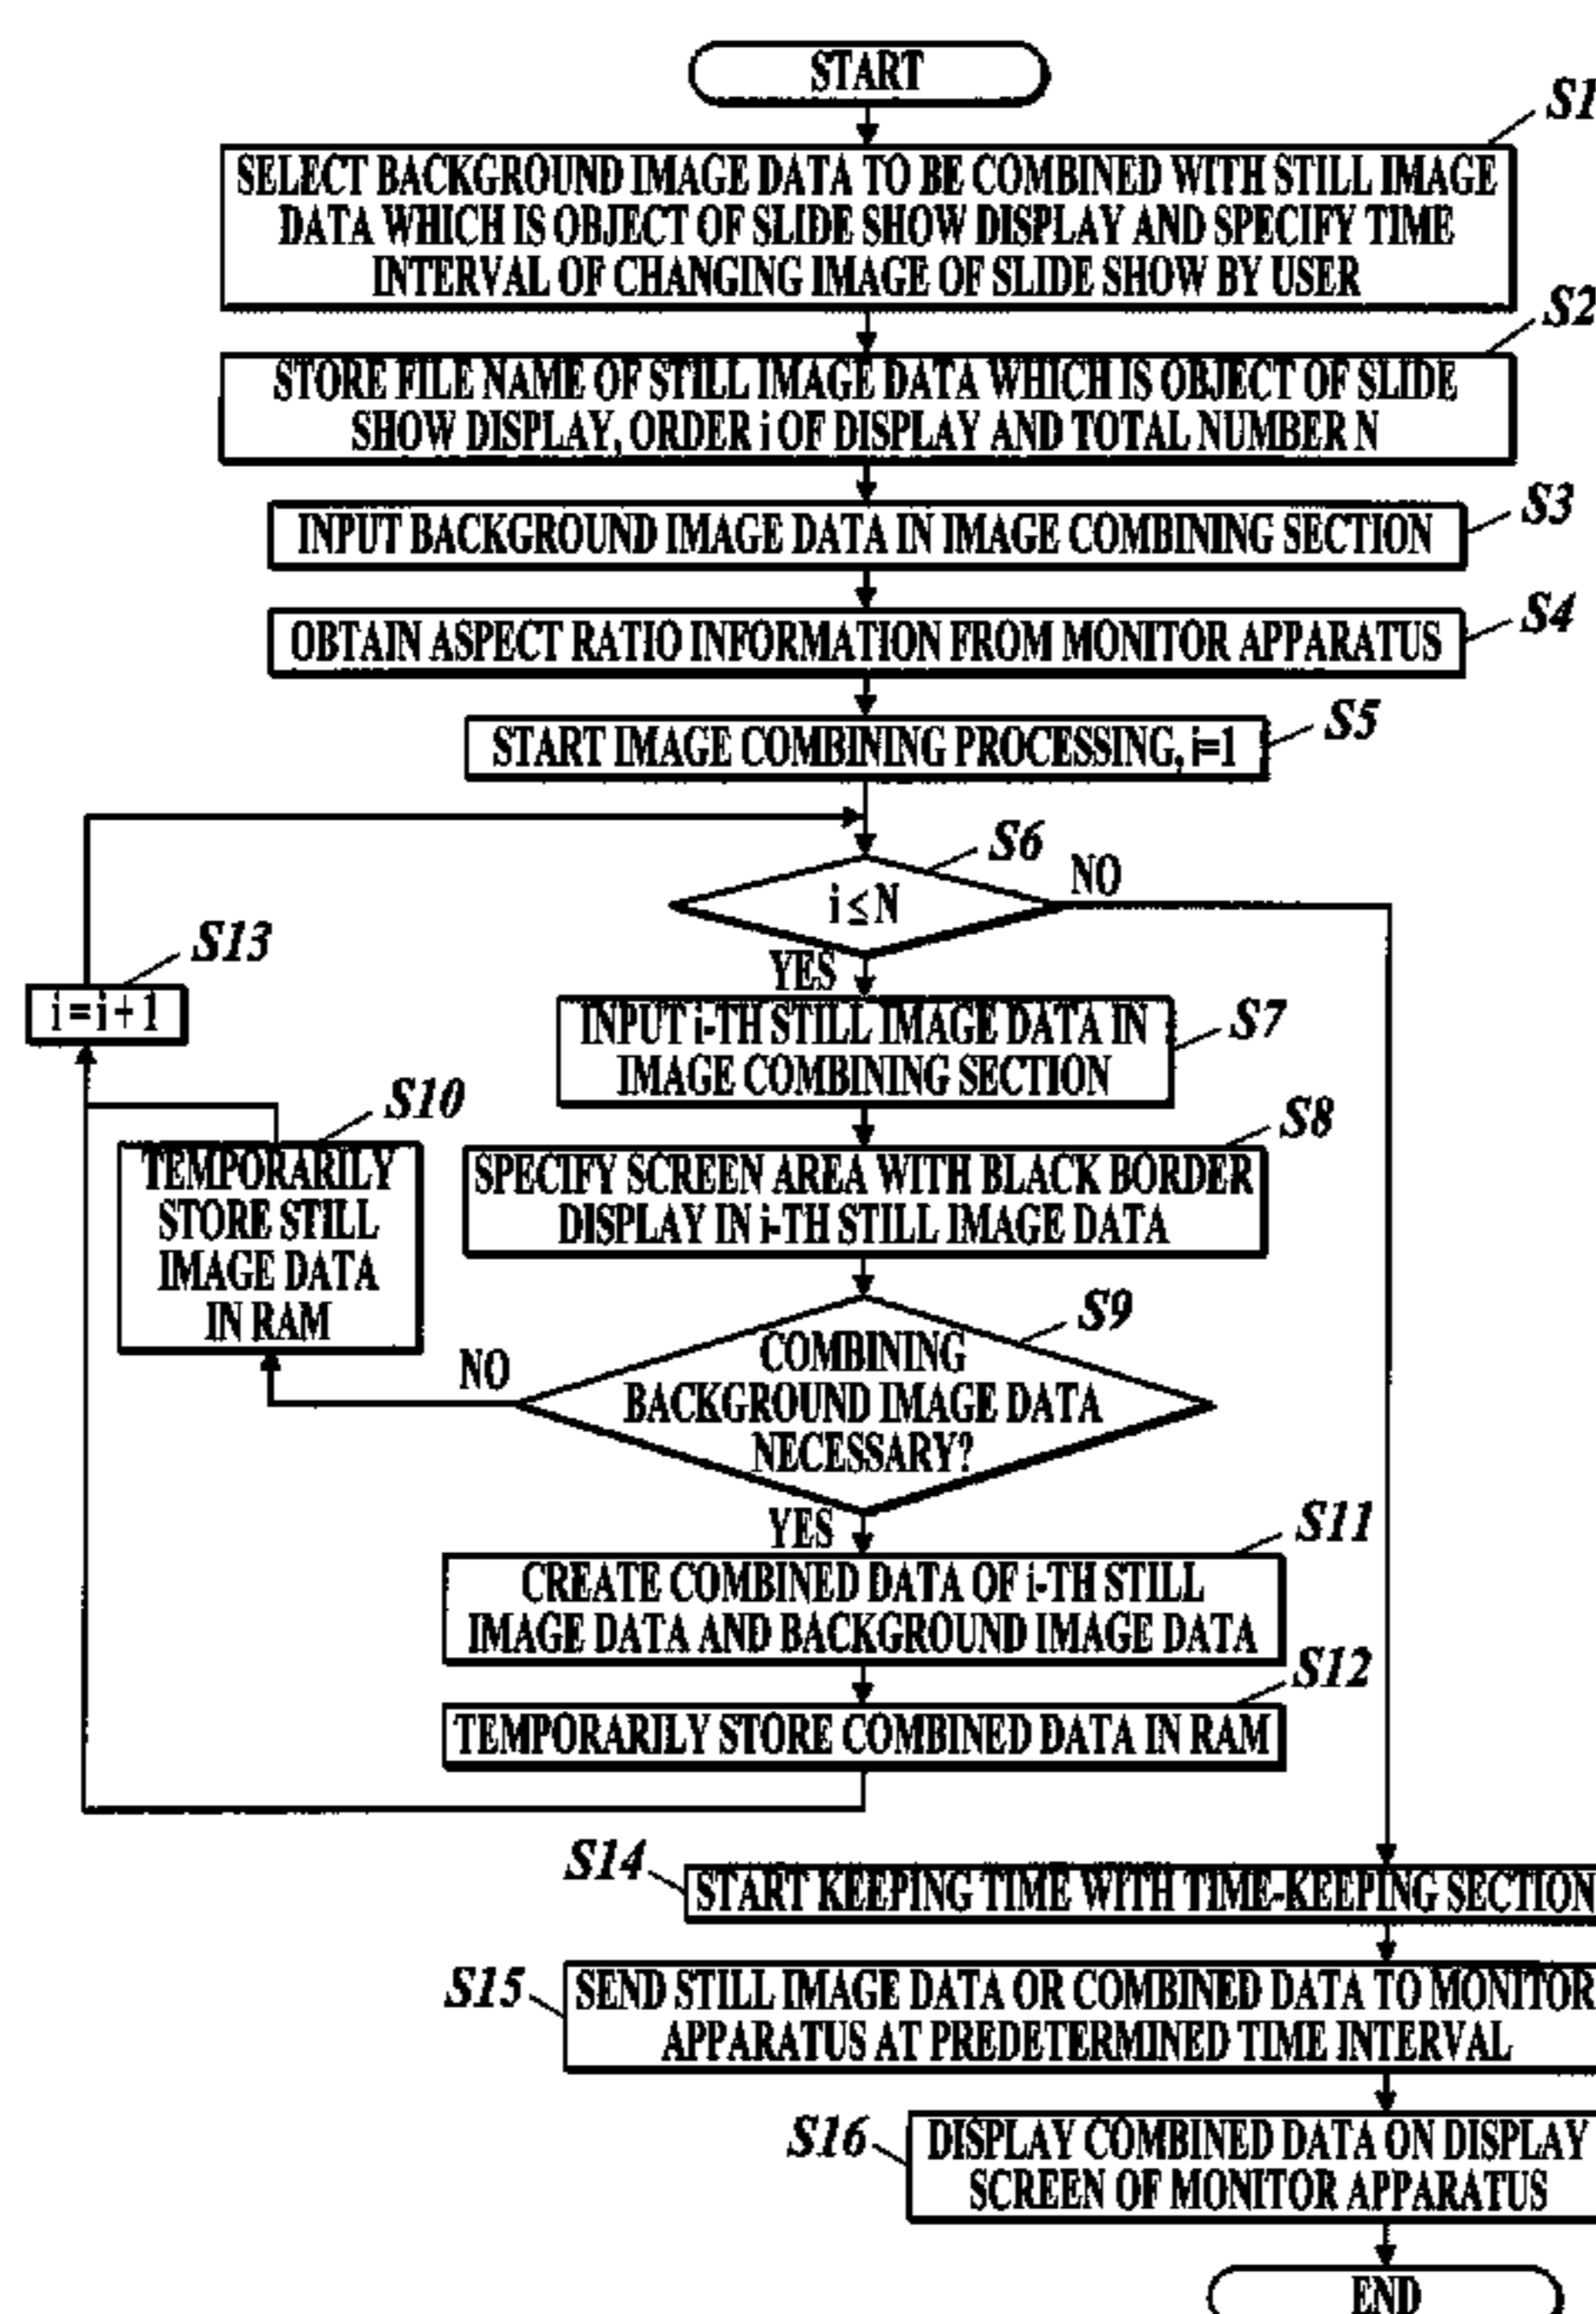 START
S1
SELECT BACKGROUND IMAGE DATA TO BE COMBINED WITH STILL IMAGE
DATA WHICH IS OBJECT OF SLIDE SHOW DISPLAY AND SPECIFY TIME
INTERVAL OF CHANGING IMAGE OF SLIDE SHOW BY USER
S2
STORE FILE NAME OF STILL IMAGE DATA WHICH IS OBJECT OF SLIDE
SHOW DISPLAY, ORDER i OF DISPLAY AND TOTAL NUMBER N
S3
INPUT BACKGROUND IMAGE DATA IN IMAGE COMBINING SECTION
S4
OBTAIN ASPECT RATIO INFORMATION FROM MONITOR APPARATUS
S5
START IMAGE COMBINING PROCESSING, i=1
S6
i ≤ N
NO
YES
S13
i = i + 1
S7
INPUT i-TH STILL IMAGE DATA IN
IMAGE COMBINING SECTION
S8
SPECIFY SCREEN AREA WITH BLACK BORDER
DISPLAY IN i-TH STILL IMAGE DATA
S10
TEMPORARILY
STORE STILL
IMAGE DATA
IN RAM
S9
COMBINING
BACKGROUND IMAGE DATA
NECESSARY?
NO
YES
S11
CREATE COMBINED DATA OF i-TH STILL
IMAGE DATA AND BACKGROUND IMAGE DATA
S12
TEMPORARILY STORE COMBINED DATA IN RAM
S14
START KEEPING TIME WITH TIME-KEEPING SECTION
S15
SEND STILL IMAGE DATA OR COMBINED DATA TO MONITOR
APPARATUS AT PREDETERMINED TIME INTERVAL
S16
DISPLAY COMBINED DATA ON DISPLAY
SCREEN OF MONITOR APPARATUS
END